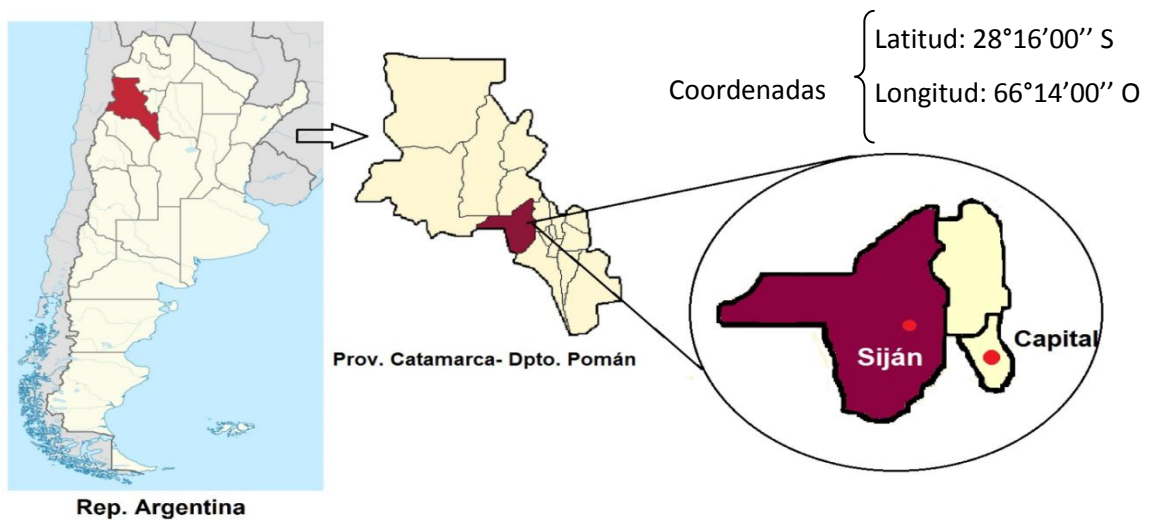 Latitud: 28°16’00’’ S
Coordenadas
Longitud: 66°14’00’’ O
Capital
Siján
Prov. Catamarca- Dpto. Pomán
Rep. Argentina